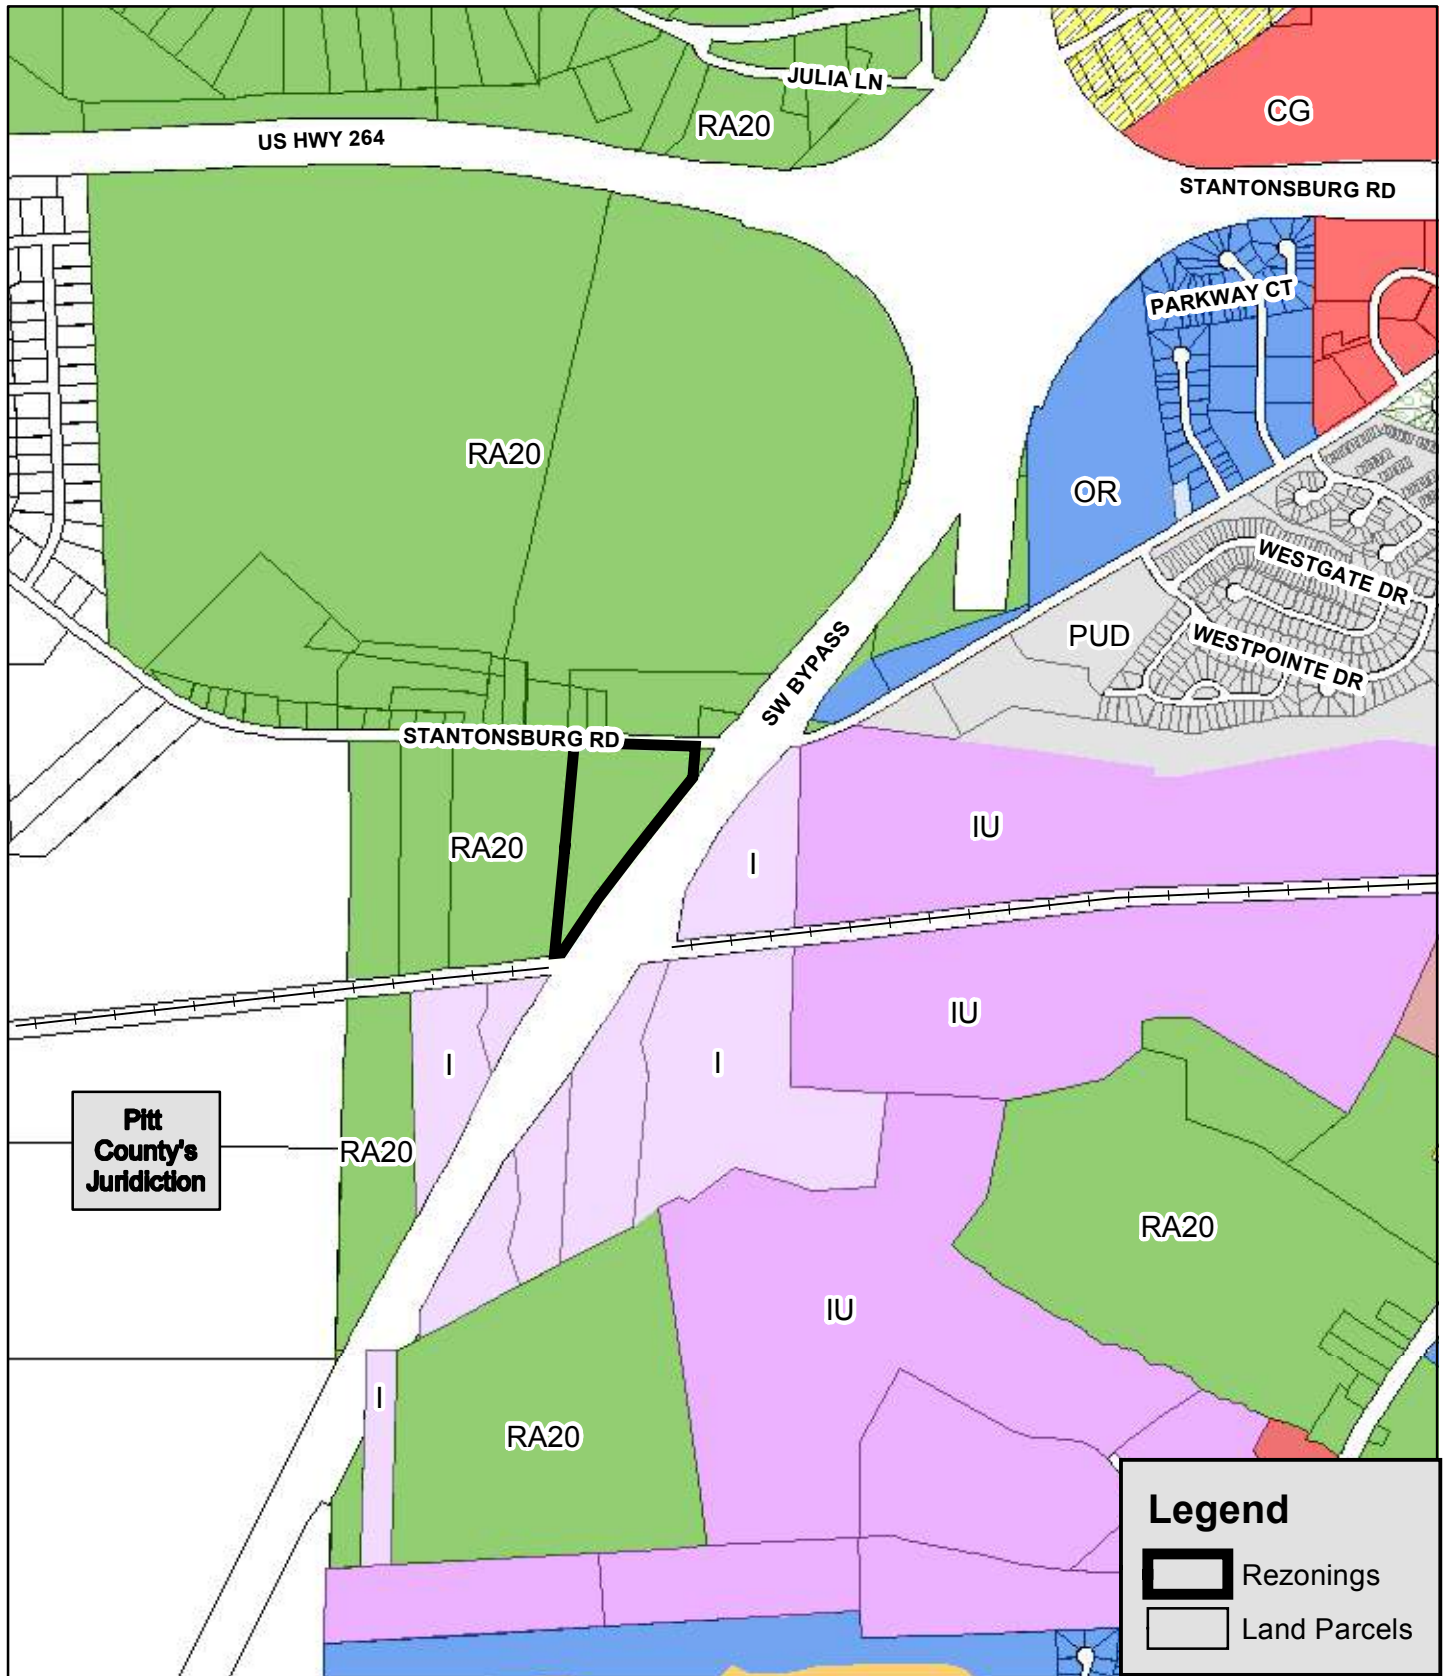 JULIA LN
RA20
CG
US HWY 264
STANTONSBURG RD
PARKWAY CT
RA20
OR
WESTGATE DR
PUD
WESTPOINTE DR
SW BYPASS
STANTONSBURG RD
RA20
I
IU
IU
I
I
Pitt
County's
Juridiction
RA20
RA20
IU
I
RA20
Legend
Rezonings
Land Parcels